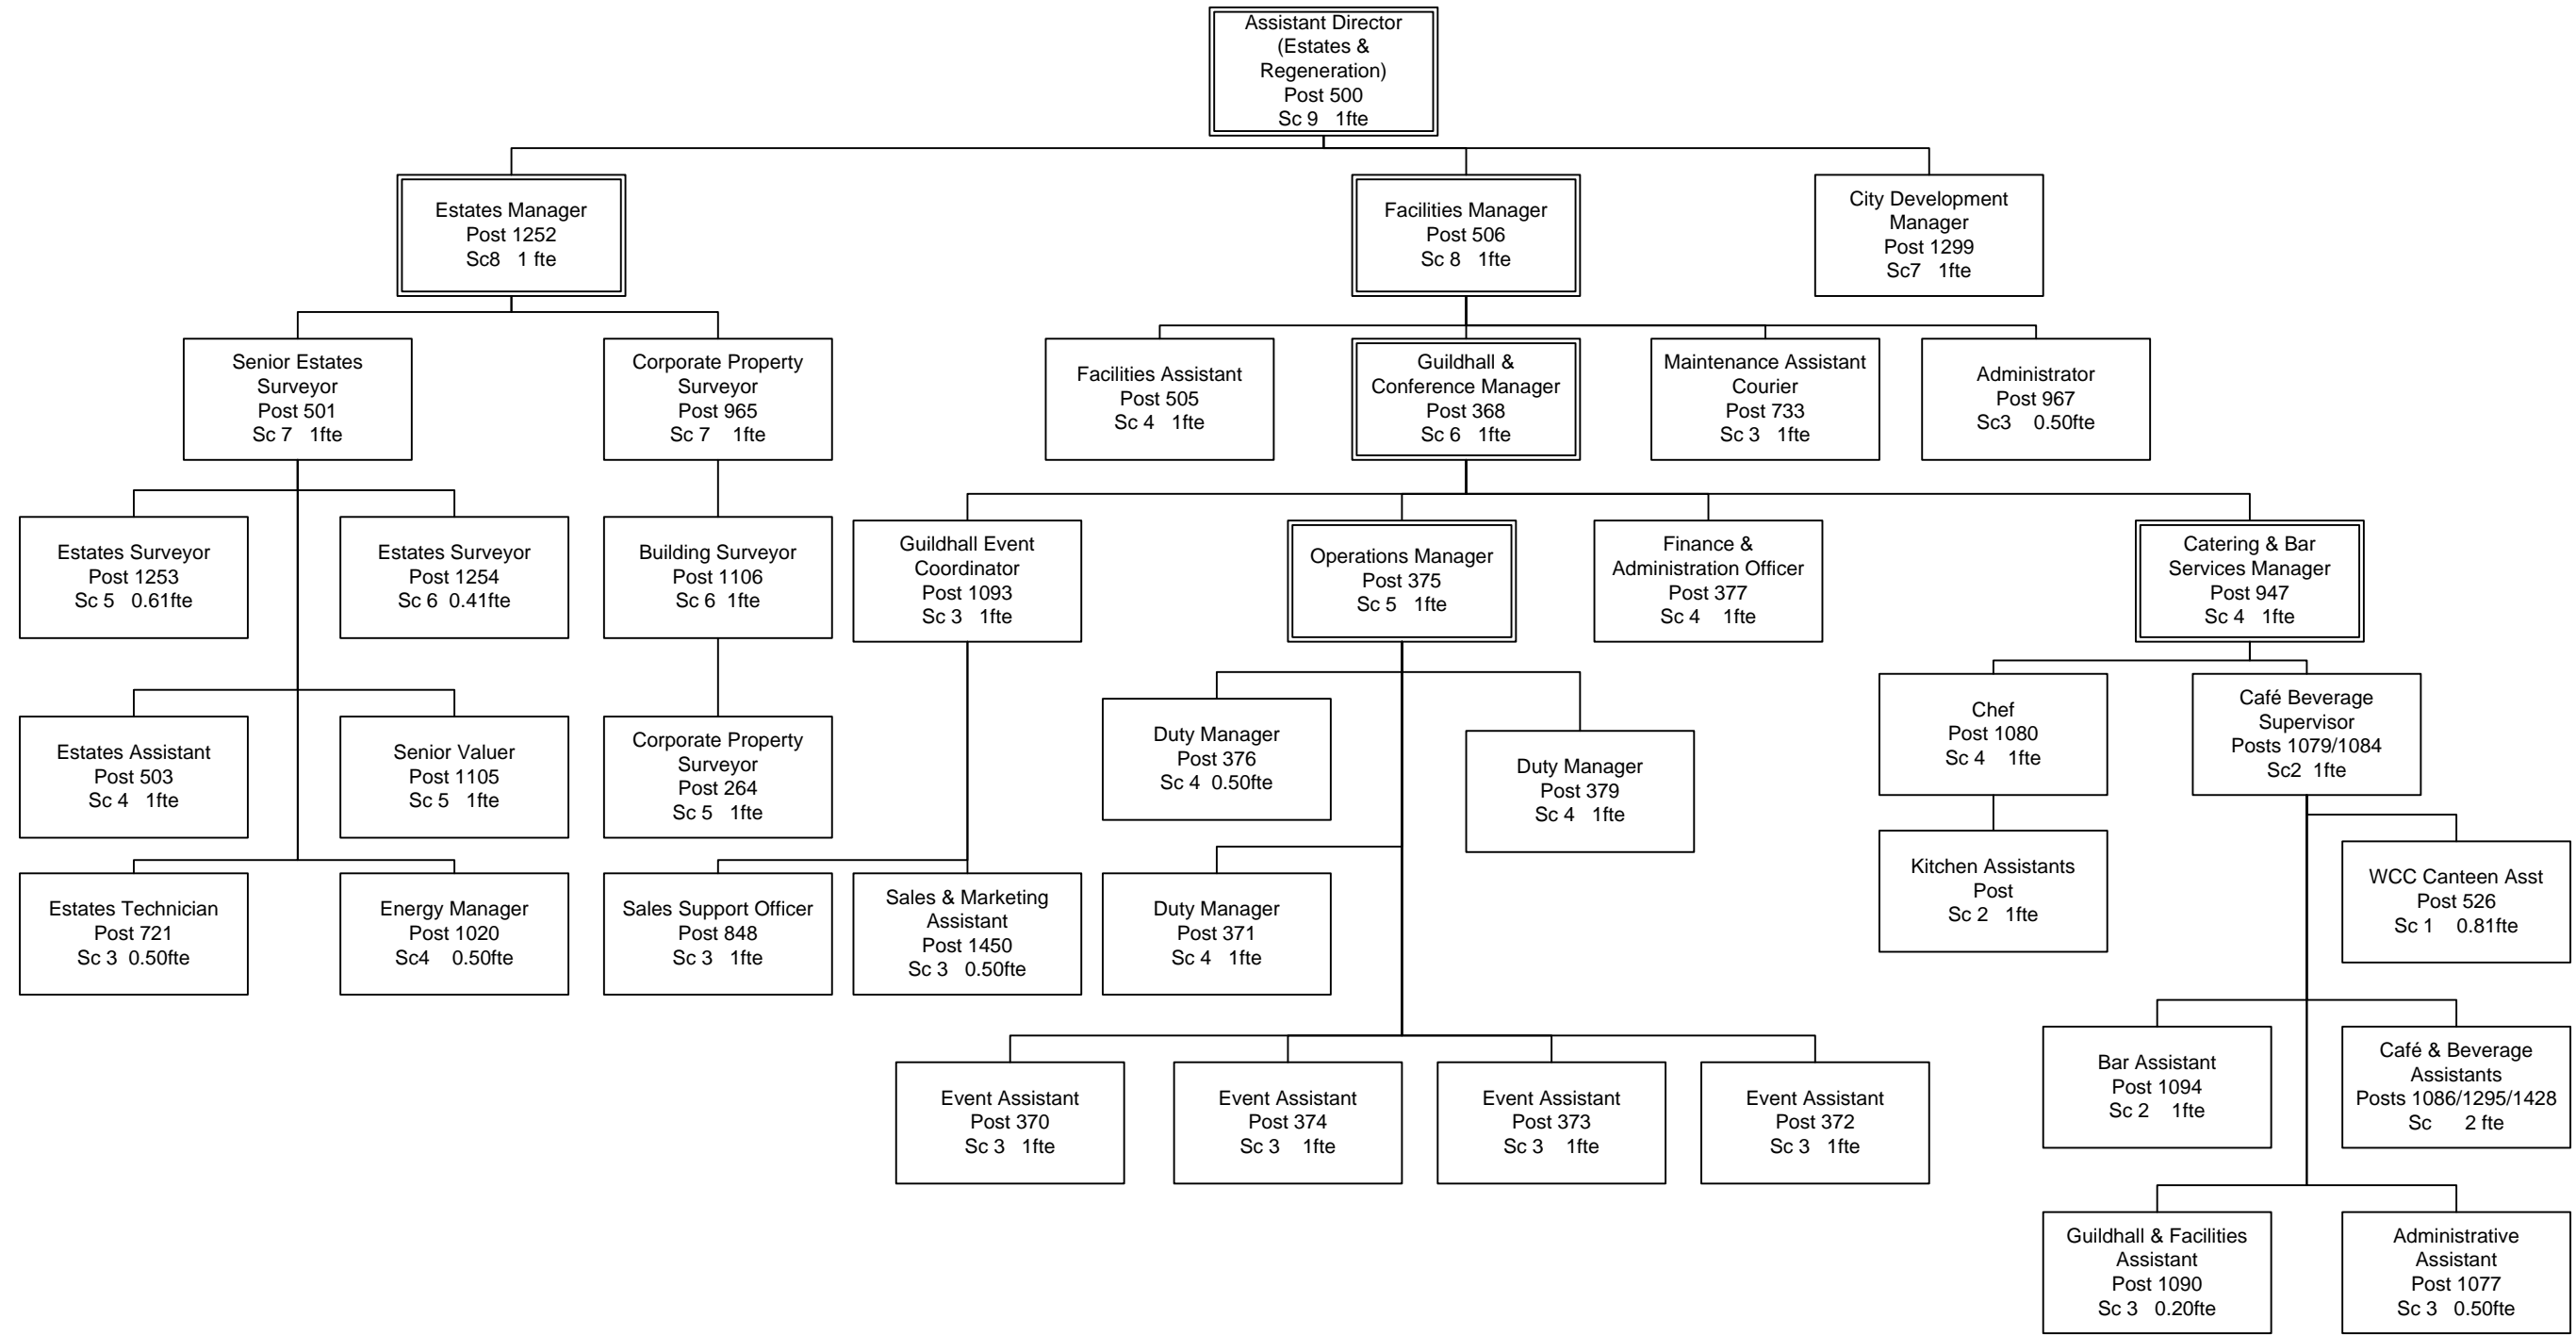 Assistant Director
(Estates &
Regeneration)
Post 500
Sc 9 1fte
Estates Manager
Post 1252
Sc8 1 fte
Facilities Manager
Post 506
Sc 8 1fte
City Development
Manager
Post 1299
Sc7 1fte
Senior Estates
Surveyor
Post 501
Sc 7 1fte
Corporate Property
Surveyor
Post 965
Sc 7 1fte
Facilities Assistant
Post 505
Sc 4 1fte
Guildhall &
Conference Manager
Post 368
Sc 6 1fte
Maintenance Assistant
Courier
Post 733
Sc 3 1fte
Administrator
Post 967
Sc3 0.50fte
Estates Surveyor
Post 1253
Sc 5 0.61fte
Estates Surveyor
Post 1254
Sc 6 0.41fte
Building Surveyor
Post 1106
Sc 6 1fte
Guildhall Event
Coordinator
Post 1093
Sc 3 1fte
Operations Manager
Post 375
Sc 5 1fte
Finance &
Administration Officer
Post 377
Sc 4 1fte
Catering & Bar
Services Manager
Post 947
Sc 4 1fte
Estates Assistant
Post 503
Sc 4 1fte
Senior Valuer
Post 1105
Sc 5 1fte
Corporate Property
Surveyor
Post 264
Sc 5 1fte
Duty Manager
Post 376
Sc 4 0.50fte
Duty Manager
Post 379
Sc 4 1fte
Chef
Post 1080
Sc 4 1fte
Café Beverage
Supervisor
Posts 1079/1084
Sc2 1fte
Estates Technician
Post 721
Sc 3 0.50fte
Energy Manager
Post 1020
Sc4 0.50fte
Sales Support Officer
Post 848
Sc 3 1fte
Sales & Marketing
Assistant
Post 1450
Sc 3 0.50fte
Duty Manager
Post 371
Sc 4 1fte
Kitchen Assistants
Post
Sc 2 1fte
WCC Canteen Asst
Post 526
Sc 1 0.81fte
Event Assistant
Post 370
Sc 3 1fte
Event Assistant
Post 374
Sc 3 1fte
Event Assistant
Post 373
Sc 3 1fte
Event Assistant
Post 372
Sc 3 1fte
Bar Assistant
Post 1094
Sc 2 1fte
Café & Beverage
Assistants
Posts 1086/1295/1428
Sc 2 fte
Guildhall & Facilities
Assistant
Post 1090
Sc 3 0.20fte
Administrative
Assistant
Post 1077
Sc 3 0.50fte